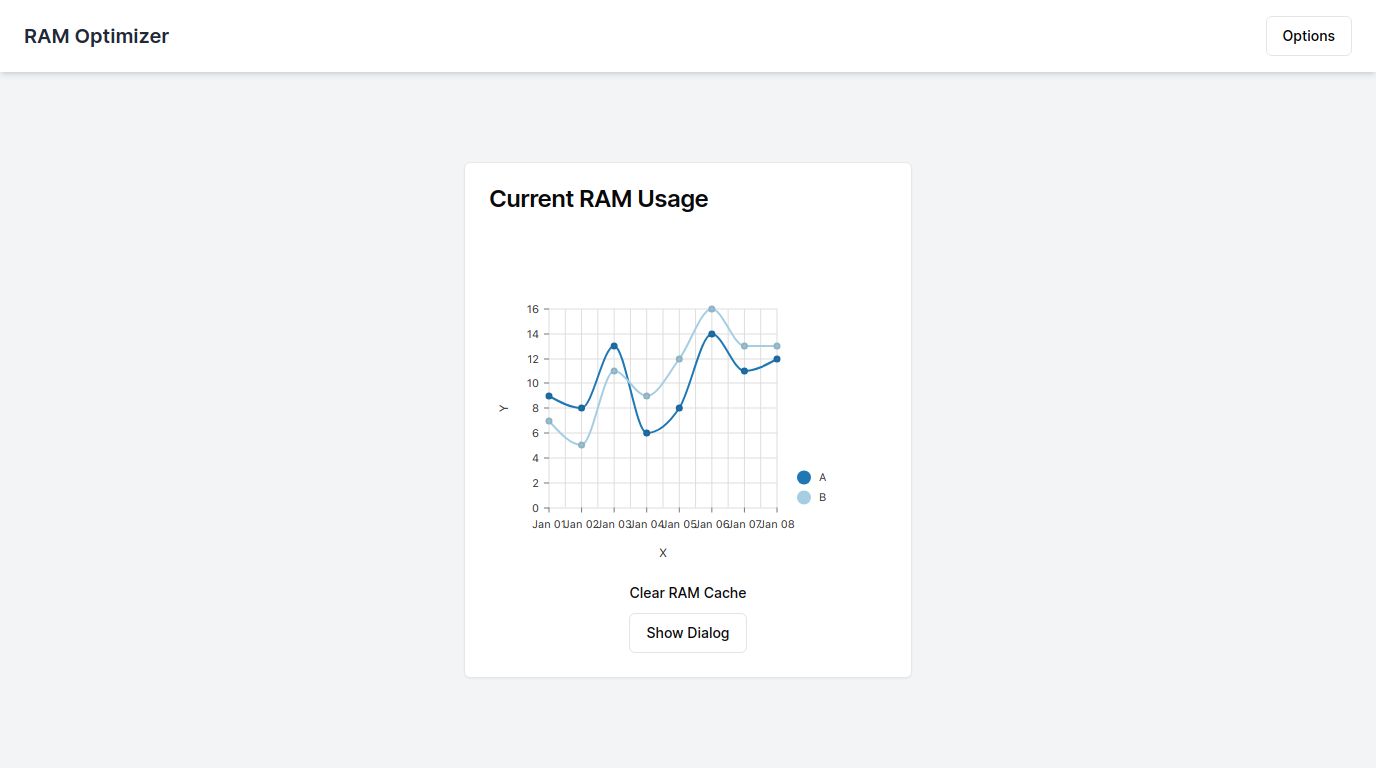 RAM Optimizer
Options
Current RAM Usage
16
14
12
10
8
6
4
2
0
Y
Jan 01 Jan 02 Jan 03 Jan 04 Jan 05 Jan 06 Jan 07 Jan 08
X
A
B
Clear RAM Cache
Show Dialog